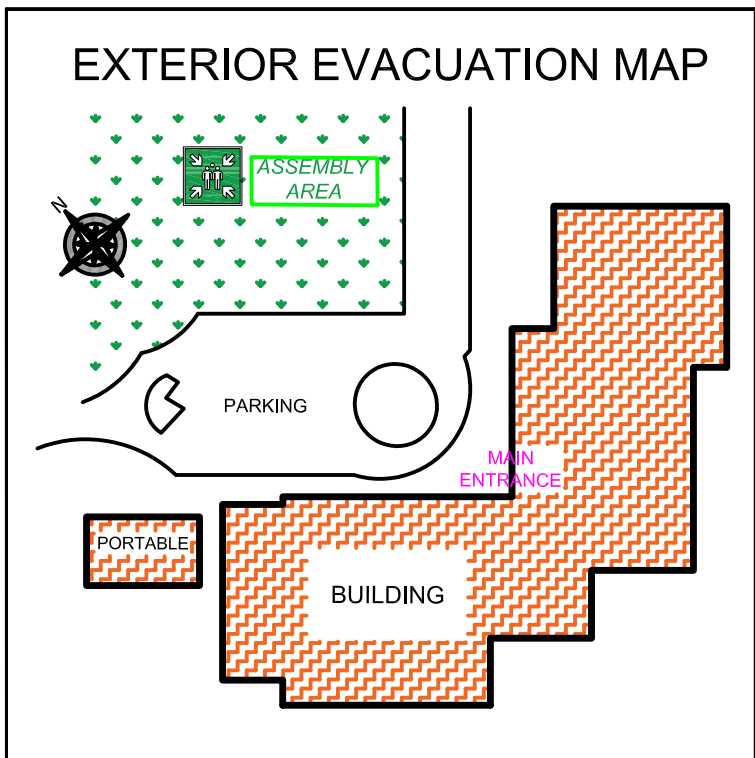 EXTERIOR EVACUATION MAP
ASSEMBLY
AREA
N
PARKING
MAIN
ENTRANCE
PORTABLE
BUILDING